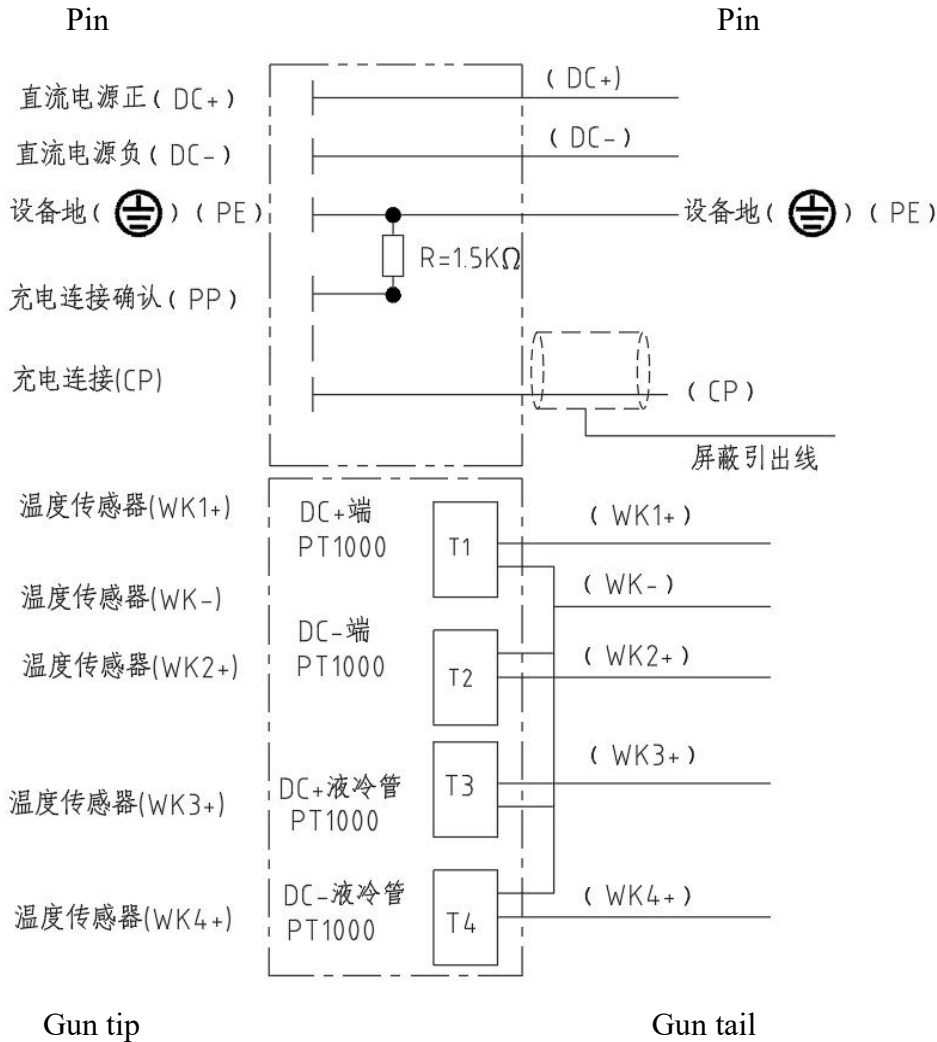 Pin Pin
直流电源正( DC+ ) ( DC+)
直流电源负( DC- ) ( DC- )
设备地( ) ( PE ) 设备地( ) ( PE )
R=1.5KΩ
充电连接确认( PP )
充电连接(CP) ( CP )
屏蔽引出线
温度传感器(WK1+) DC+端 ( WK1+ )
PT1000 T1
温度传感器(WK-) ( WK- )
DC-端
温度传感器(WK2+) PT1000 T2 ( WK2+ )
( WK3+ )
DC+液冷管 T3
温度传感器(WK3+) PT1000
DC-液冷管 ( WK4+ )
温度传感器(WK4+) PT1000 T4
Gun tip Gun tail